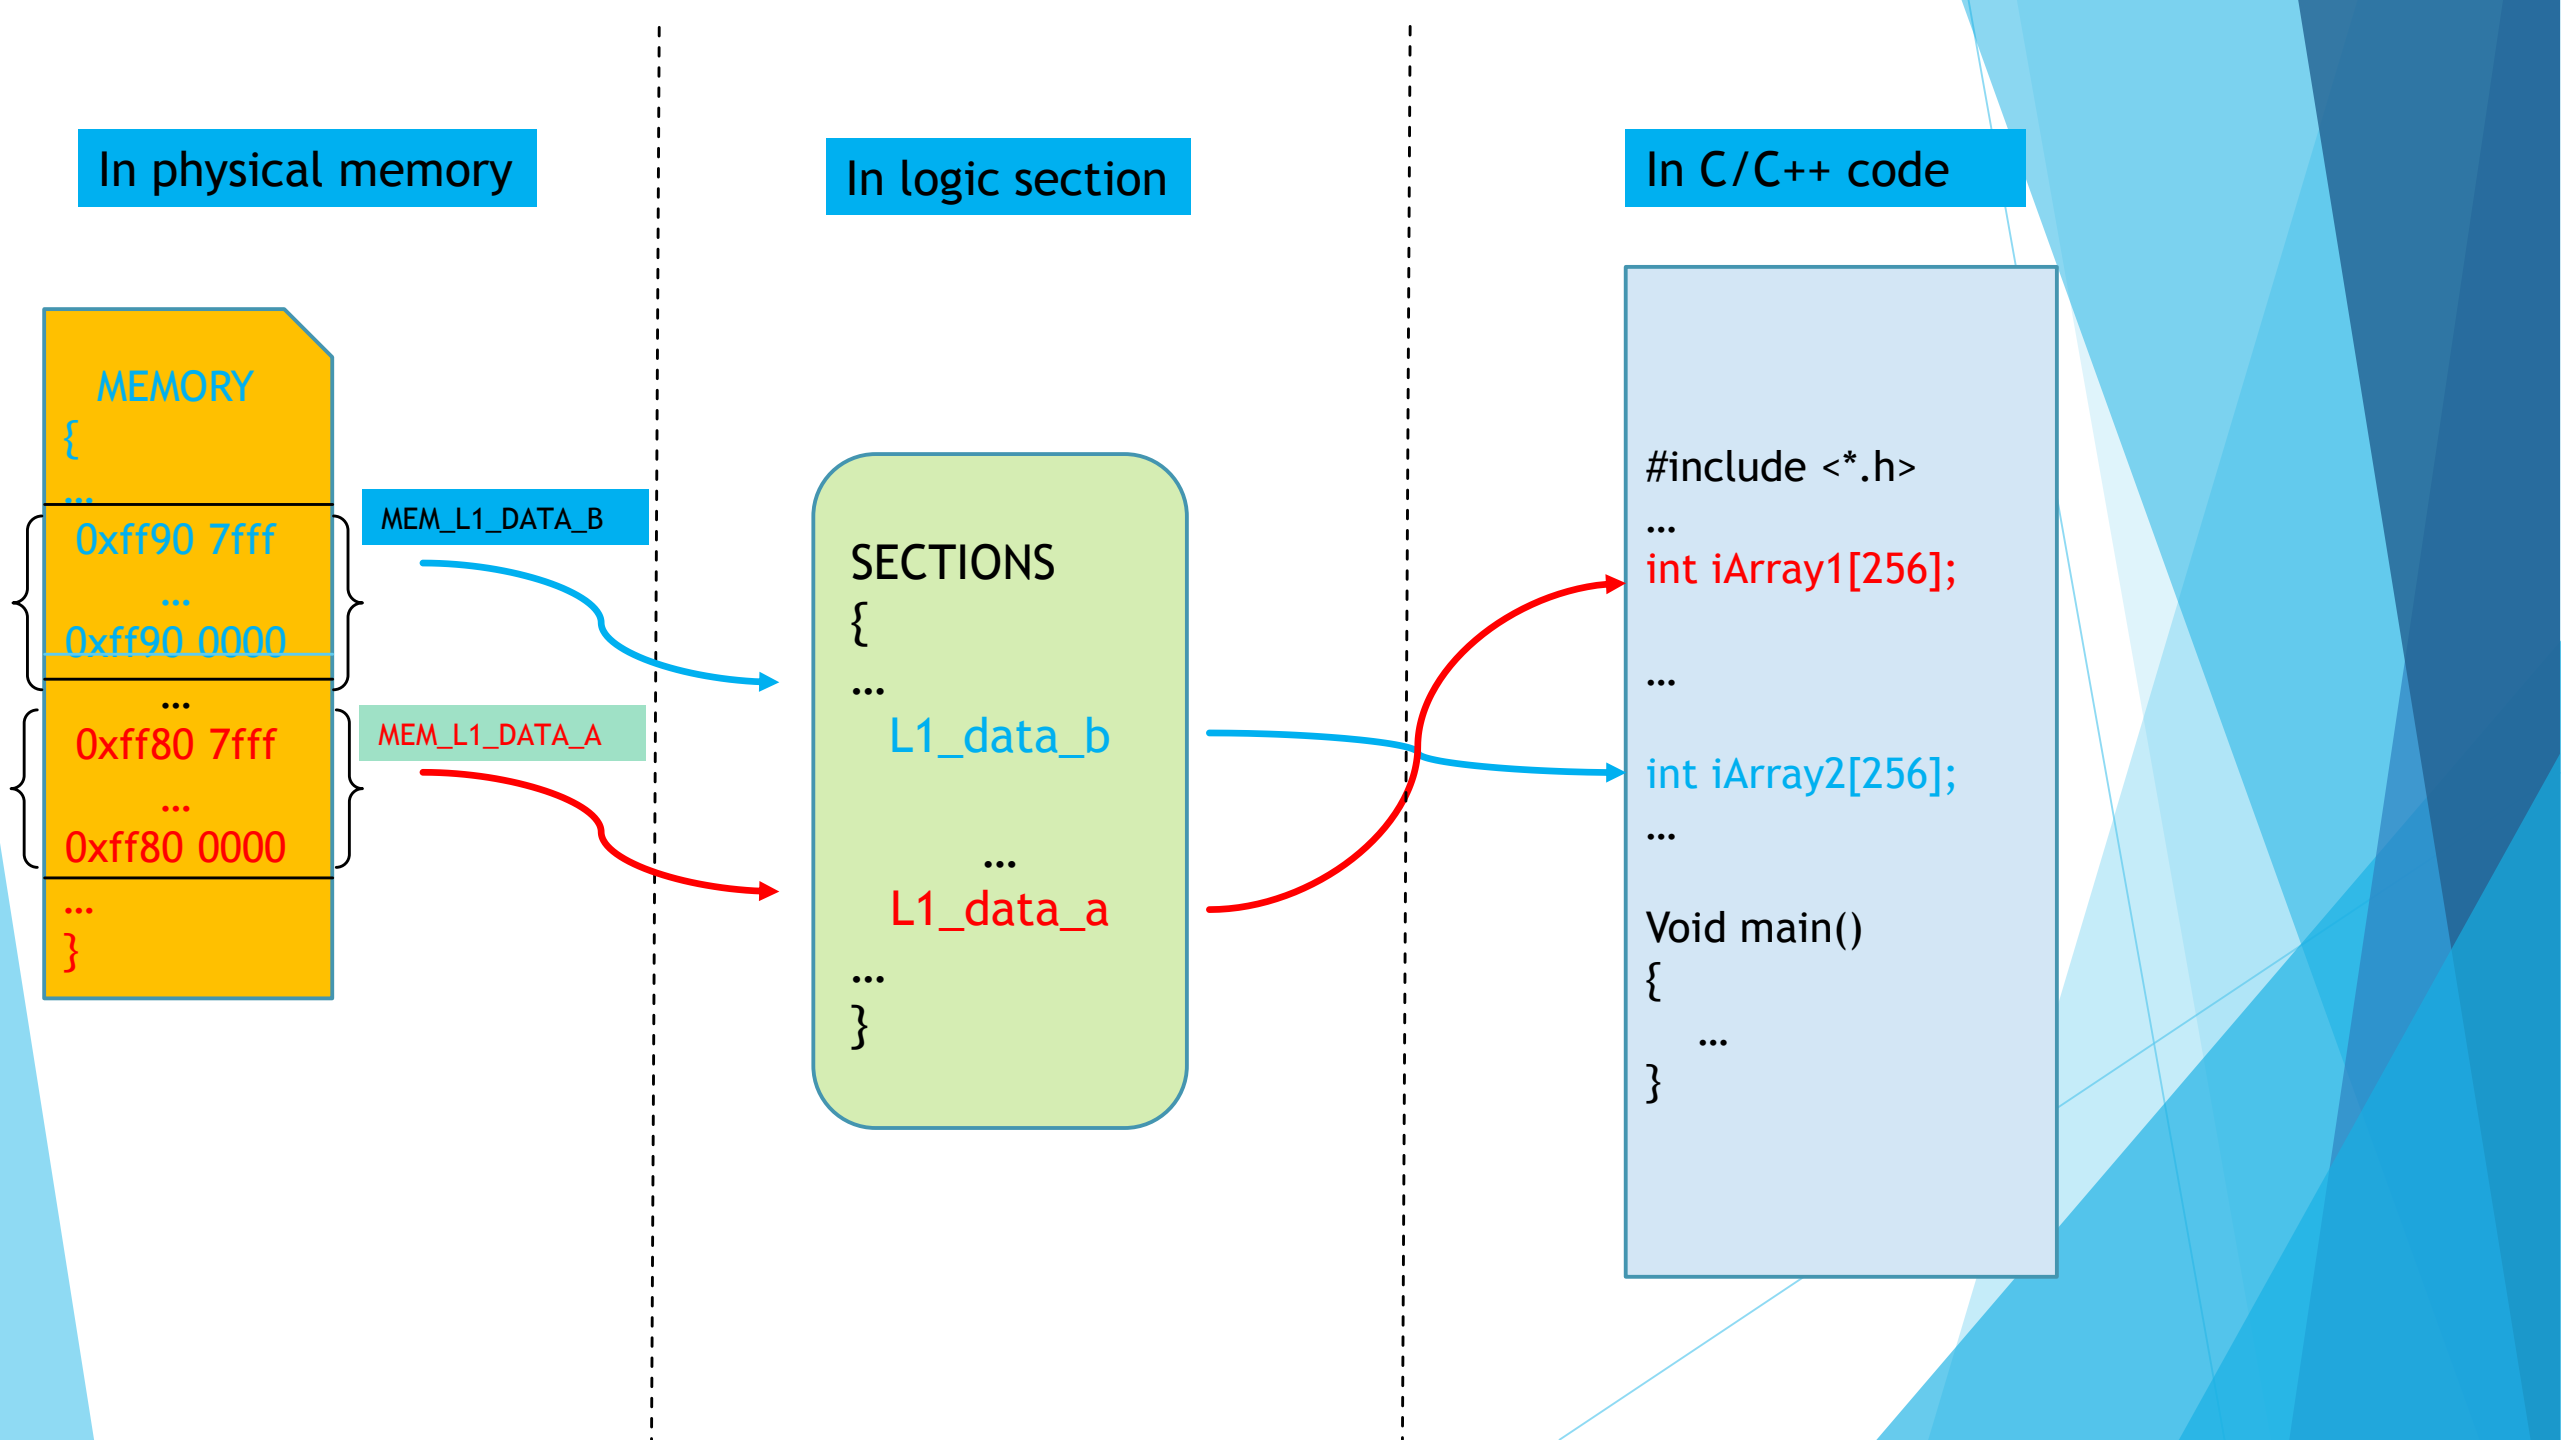 In physical memory
MEMORY
{
…
0xff90 7fff
…
0xff90 0000
…
0xff80 7fff
…
0xff80 0000
…
}
MEM_L1_DATA_B
MEM_L1_DATA_A
In logic section
SECTIONS
{
…
L1_data_b
…
L1_data_a
…
}
In C/C++ code
#include <*.h>
…
int iArray1[256];
…
int iArray2[256];
…
Void main()
{
…
}